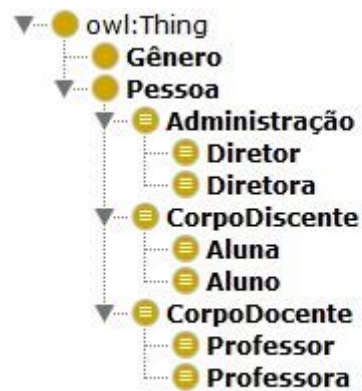 owl:Thing
Gênero
Pessoa
Administração
Diretor
Diretora
CorpoDiscente
Aluna
Aluno
CorpoDocente
Professor
Professora